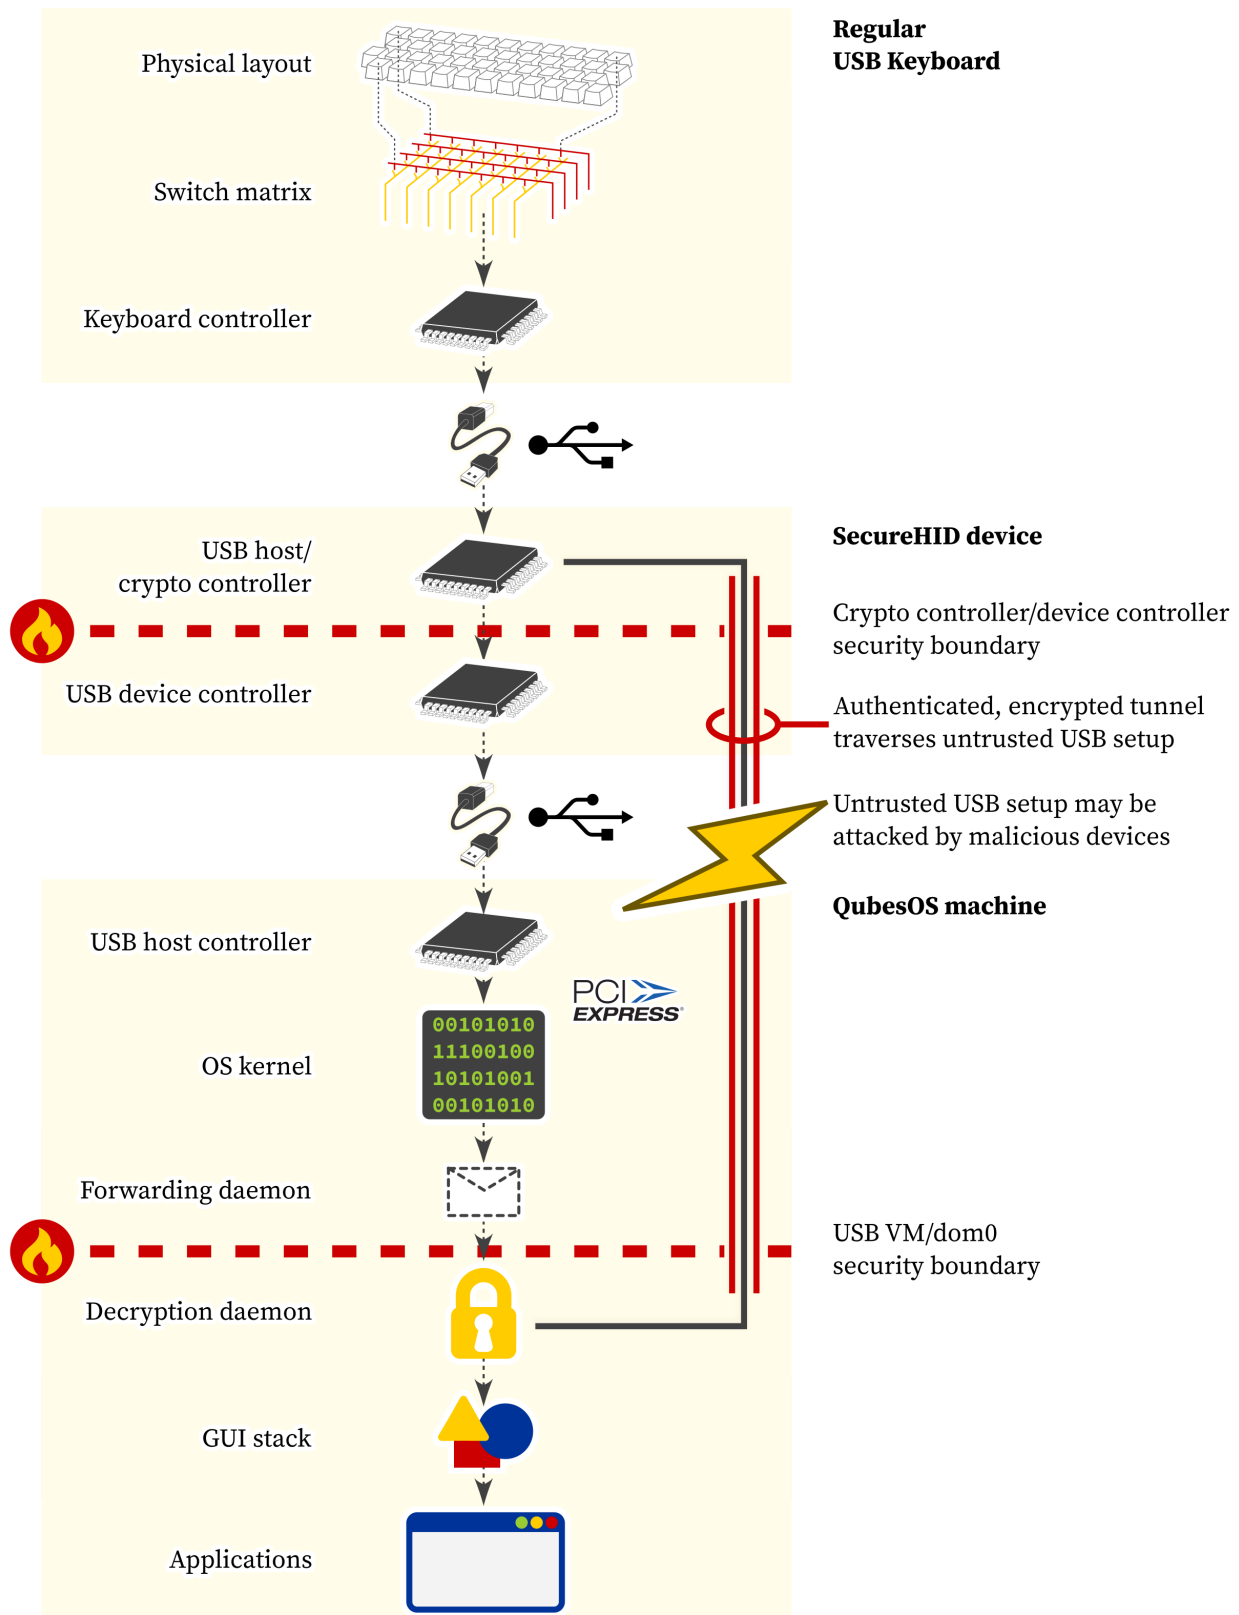 Regular
USB Keyboard
Physical layout
Switch matrix
Keyboard controller
SecureHID device
USB host/
crypto controller
Crypto controller/device controller
security boundary
USB device controller
Authenticated, encrypted tunnel
traverses untrusted USB setup
Untrusted USB setup may be
attacked by malicious devices
QubesOS machine
USB host controller
PCI
EXPRESS®
OS kernel
00101010
11100100
10101001
00101010
Forwarding daemon
USB VM/dom0
security boundary
Decryption daemon
GUI stack
Applications